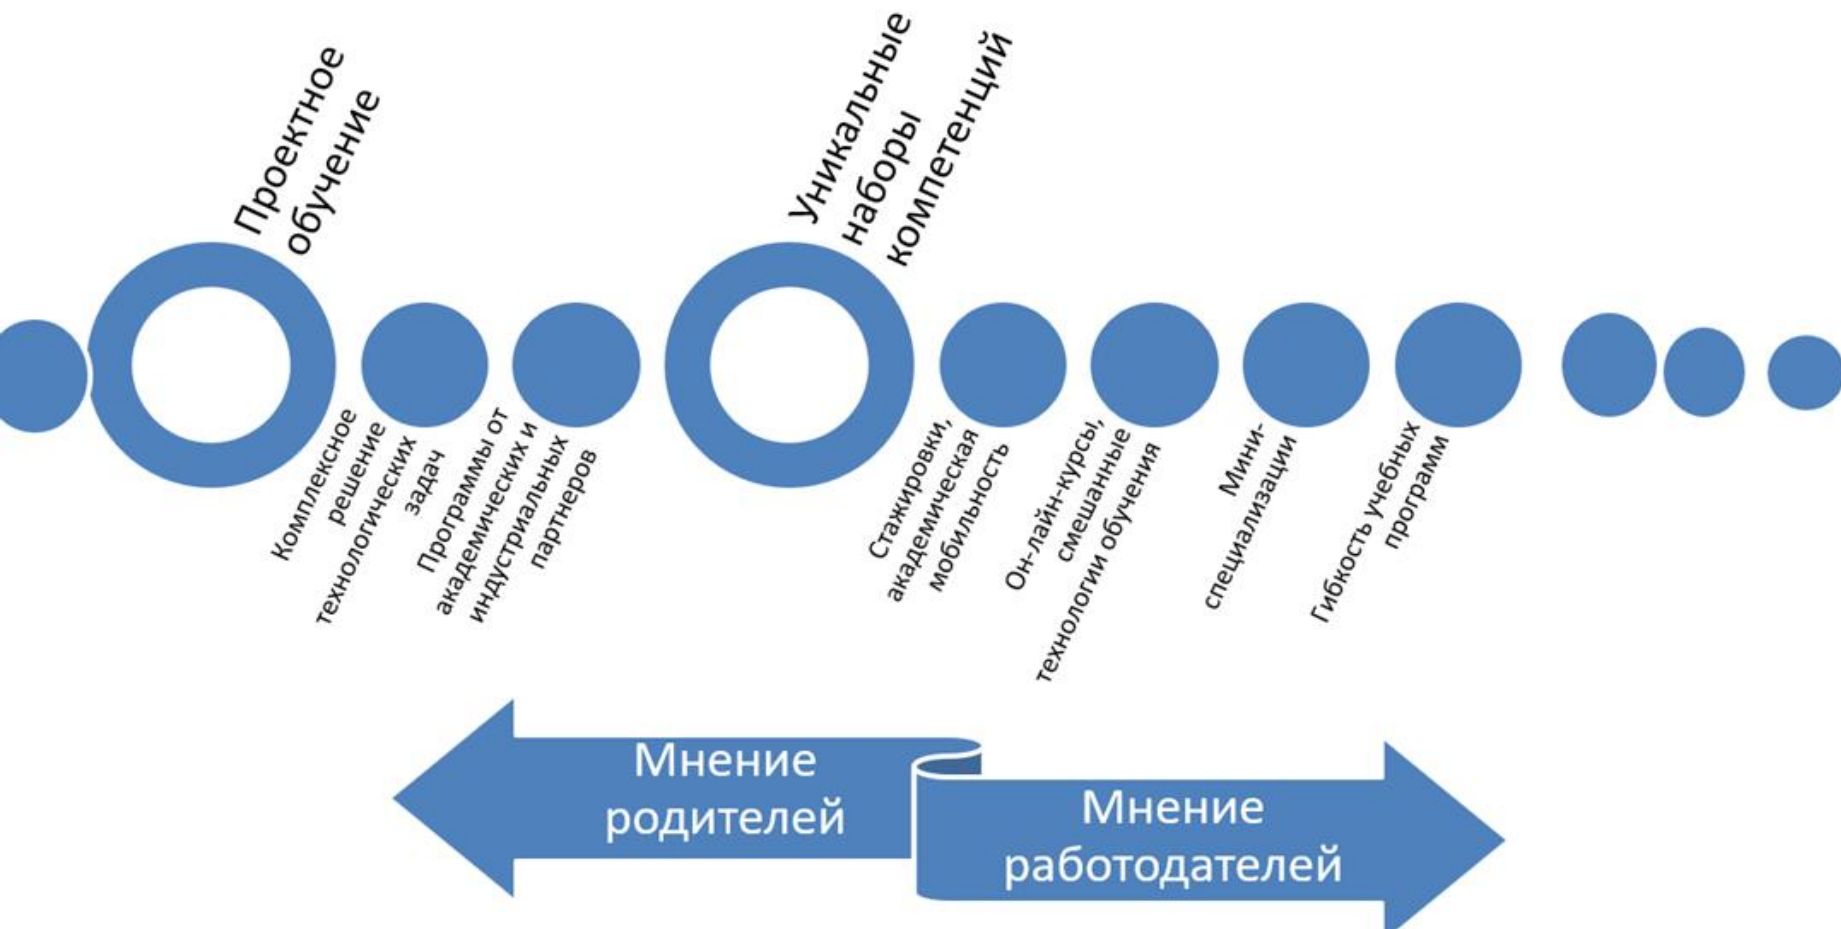 Проектное
обучение
Комплексное
решение
технологических
задач
Программы от
академических и
индустриальных
партнеров
Уникальные
наборы
компетенций
Стажировки,
академическая
мобильность
Он-лайн-курсы,
смешанные
технологии обучения
Мини-
специализации
Гибкость учебных
программ
Мнение
родителей
Мнение
работодателей